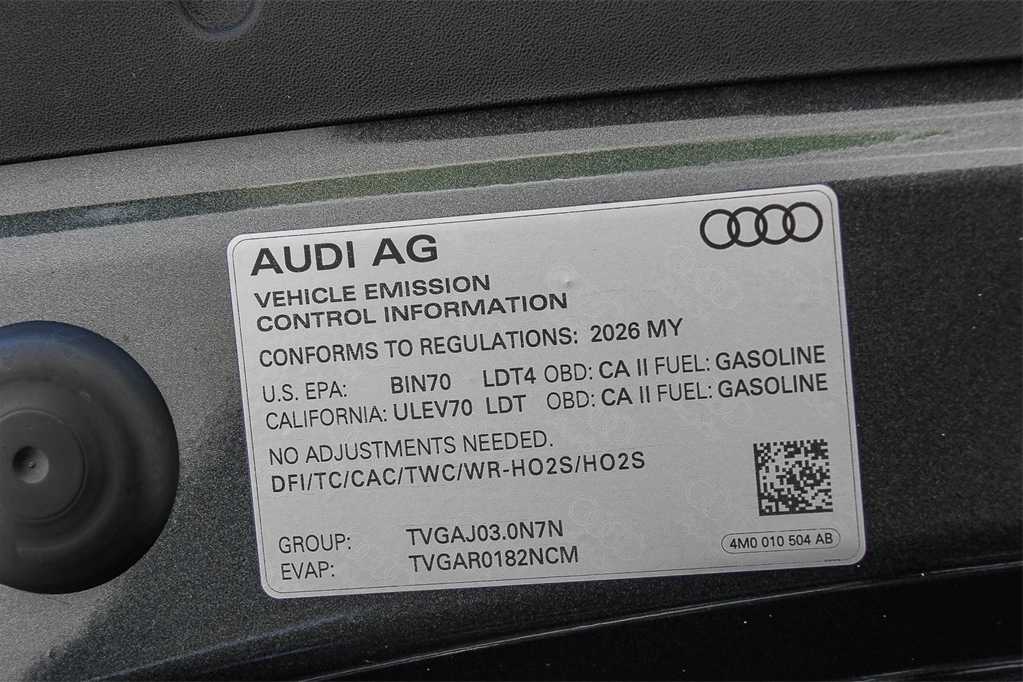 AUDI AG
VEHICLE EMISSION
CONTROL INFORMATION
CONFORMS TO REGULATIONS: 2026 MY
U.S. EPA: BIN70 LDT4 OBD: CA II FUEL: GASOLINE
CALIFORNIA: ULEV70 LDT OBD: CA II FUEL: GASOLINE
NO ADJUSTMENTS NEEDED.
DFI/TC/CAC/TWC/WR-HO2S/HO2S
GROUP: TVGAJ03.0N7N
EVAP: TVGAR0182NCM
4M0 010 504 AB